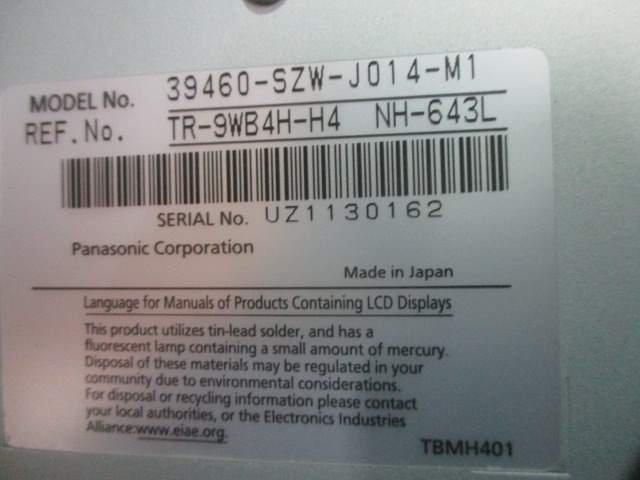 MODEL No. 39460-SZW-J014-M1
REF.No. TR-9WB4H-H4 NH-643L
SERIAL No. UZ1130162
Panasonic Corporation
Made in Japan
Language for Manuals of Products Containing LCD Displays
This product utilizes tin-lead solder, and has a
fluorescent lamp containing a small amount of mercury.
Disposal of these materials may be regulated in your
community due to environmental considerations.
For disposal or recycling information please contact
your local authorities, or the Electronics Industries
Alliance:www.eiae.org.
TBMH401